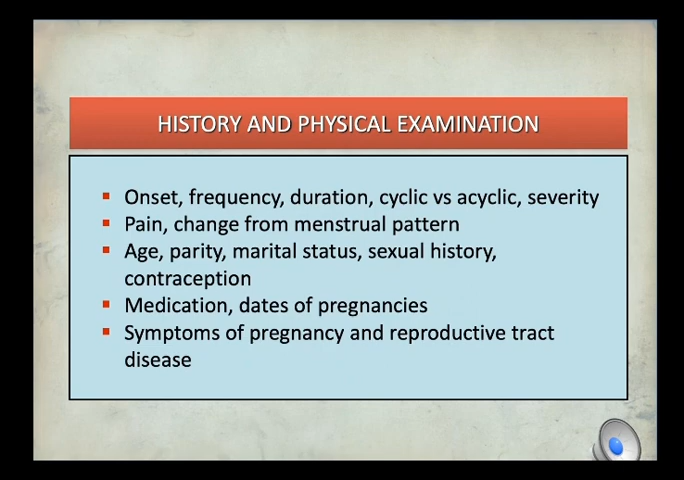 HISTORY AND PHYSICAL EXAMINATION
Onset, frequency, duration, cyclic vs acyclic, severity
Pain, change from menstrual pattern
Age, parity, marital status, sexual history,
contraception
Medication, dates of pregnancies
Symptoms of pregnancy and reproductive tract
disease